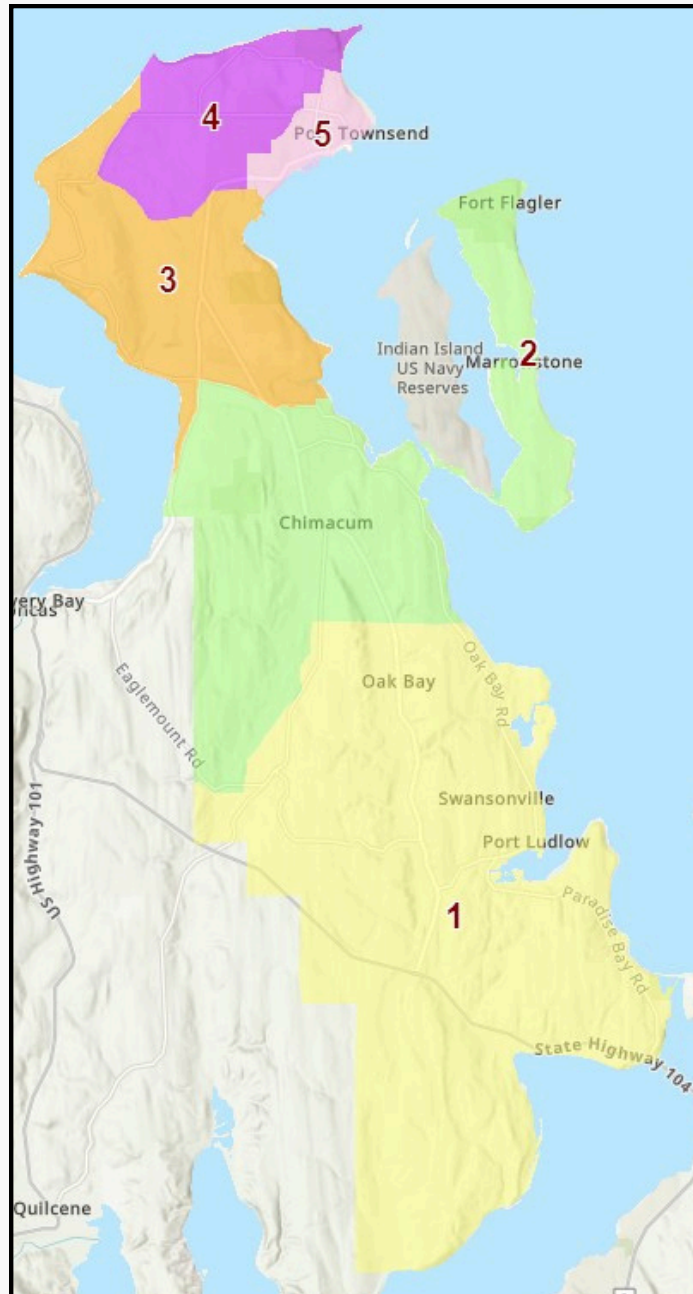 4
5
Port Townsend
Fort Flagler
3
2
Indian Island
US Navy
Reserves
Marrowstone
Chimacum
very Bay
Oak Bay
Oak Bay Rd
Eaglemount Rd
US Highway 101
Swansonville
Port Ludlow
1
Paradise Bay Rd
State Highway 104
Quilcene